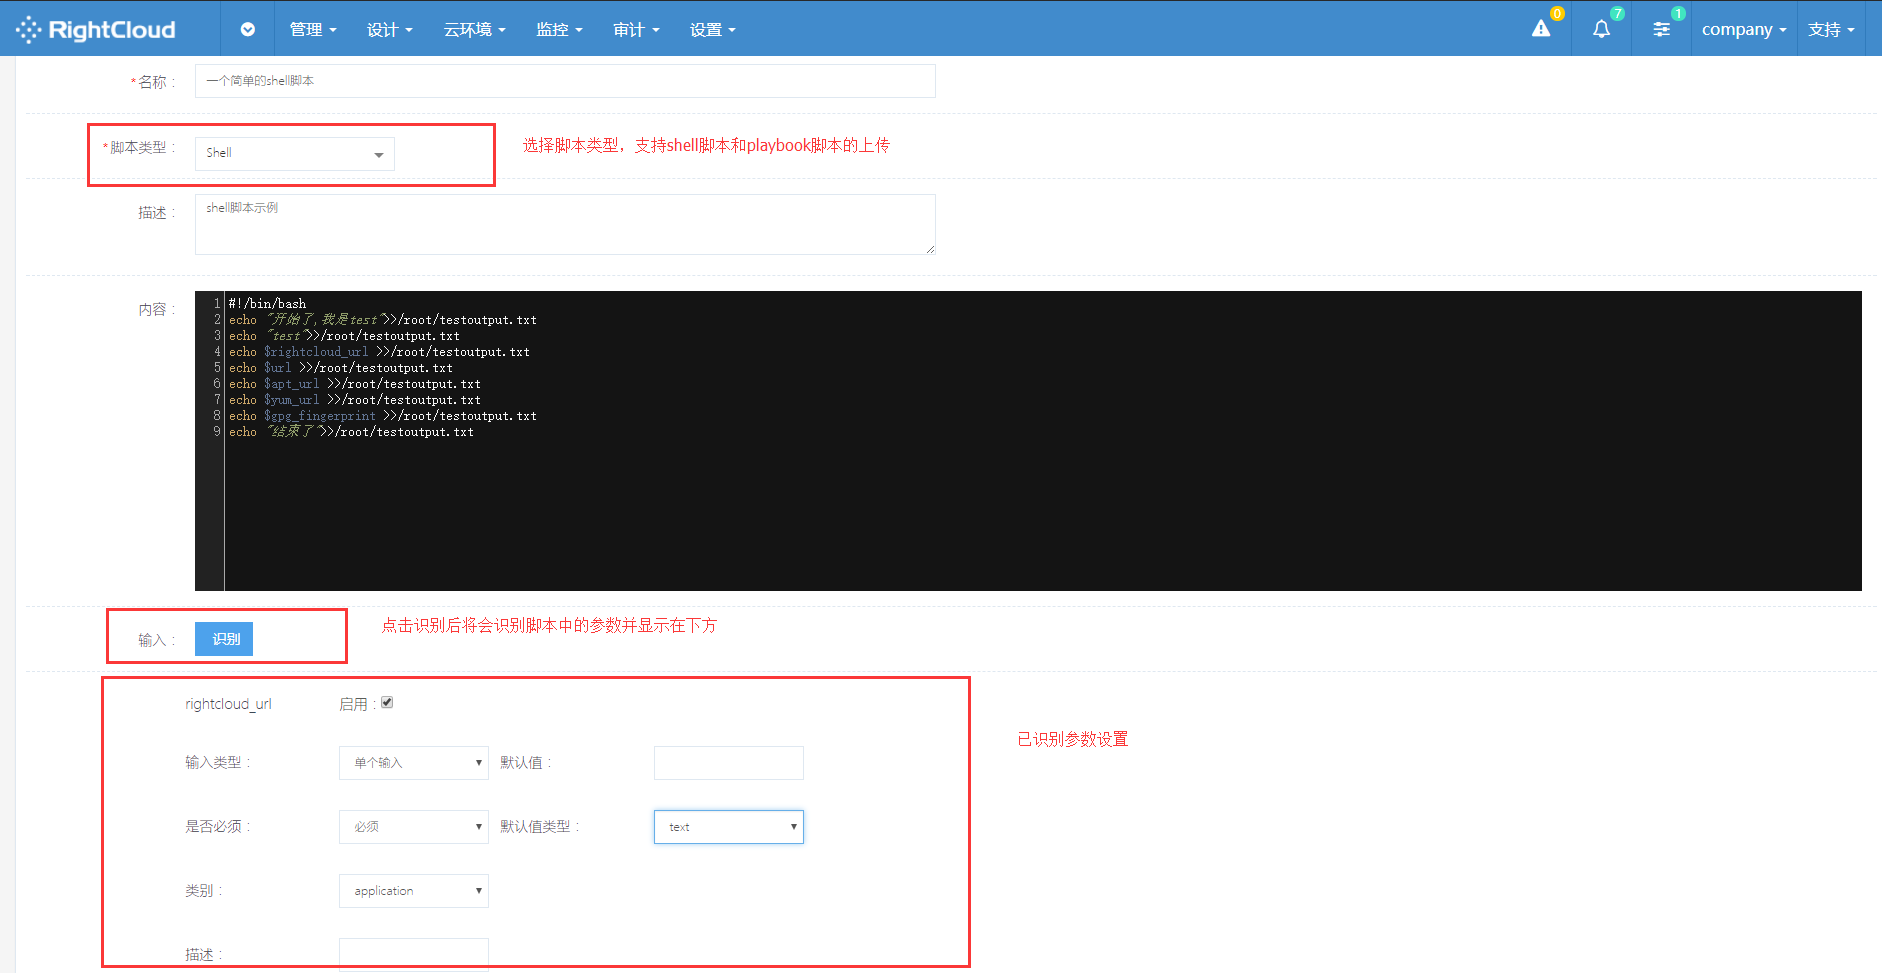 RightCloud 管理 设计 云环境 监控 审计 设置 0 7 1 company 支持
*名称： 一个简单的shell脚本
*脚本类型： Shell 选择脚本类型，支持shell脚本和playbook脚本的上传
描述： shell脚本示例
内容：
1 #!/bin/bash
2 echo "开始了,我是test">>/root/testoutput.txt
3 echo "test">>/root/testoutput.txt
4 echo $rightcloud_url >>/root/testoutput.txt
5 echo $url >>/root/testoutput.txt
6 echo $apt_url >>/root/testoutput.txt
7 echo $yum_url >>/root/testoutput.txt
8 echo $gpg_fingerprint >>/root/testoutput.txt
9 echo "结束了">>/root/testoutput.txt
输入： 识别 点击识别后将会识别脚本中的参数并显示在下方
rightcloud_url 启用：
已识别参数设置
输入类型： 单个输入 默认值：
是否必须： 必须 默认值类型： text
类别： application
描述：